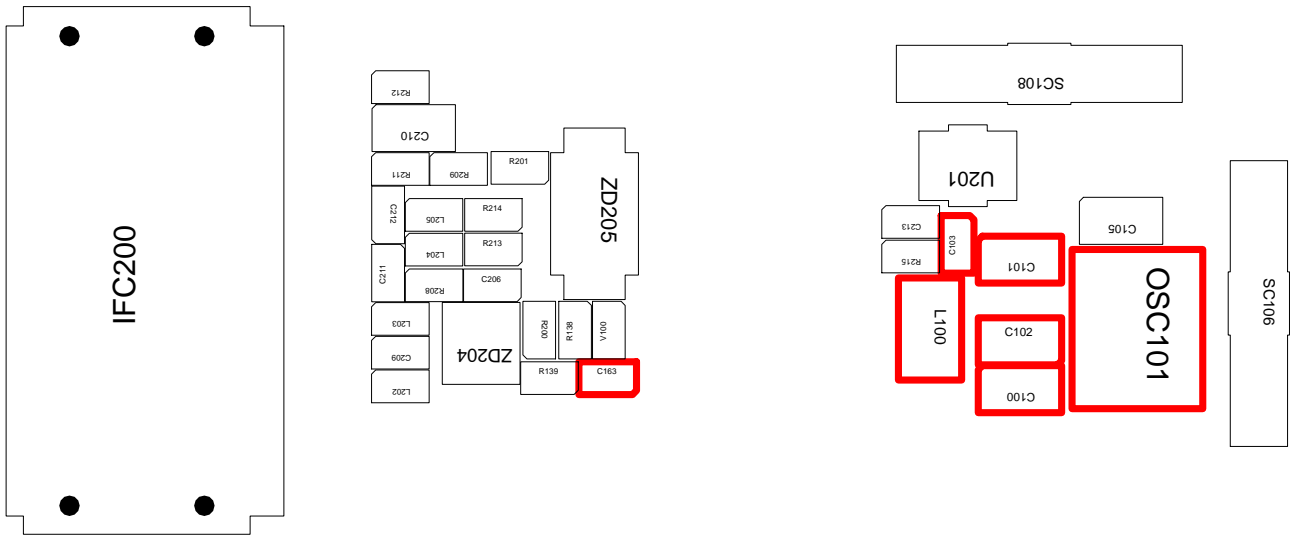 IFC200
R212
C210
R211
R209
R201
C212
L205
R214
ZD205
L204
R213
C211
R208
C206
L203
ZD204
R200
R138
V100
C209
R139
C163
L202
SC108
U201
C213
C103
C105
R215
C101
OSC101
SC106
L100
C102
C100